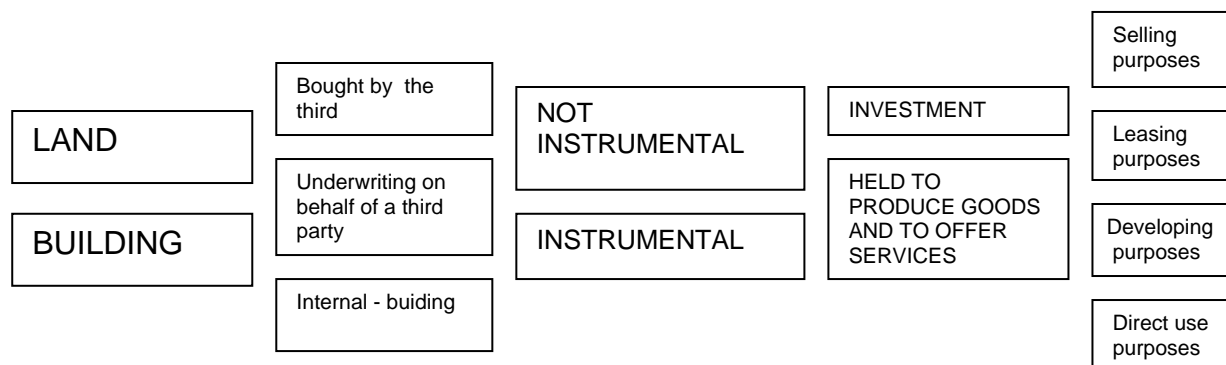 LAND
BUILDING
Bought by the
third
Underwriting on
behalf of a third
party
Internal - buiding
NOT
INSTRUMENTAL
INSTRUMENTAL
INVESTMENT
HELD TO
PRODUCE GOODS
AND TO OFFER
SERVICES
Selling
purposes
Leasing
purposes
Developing
purposes
Direct use
purposes